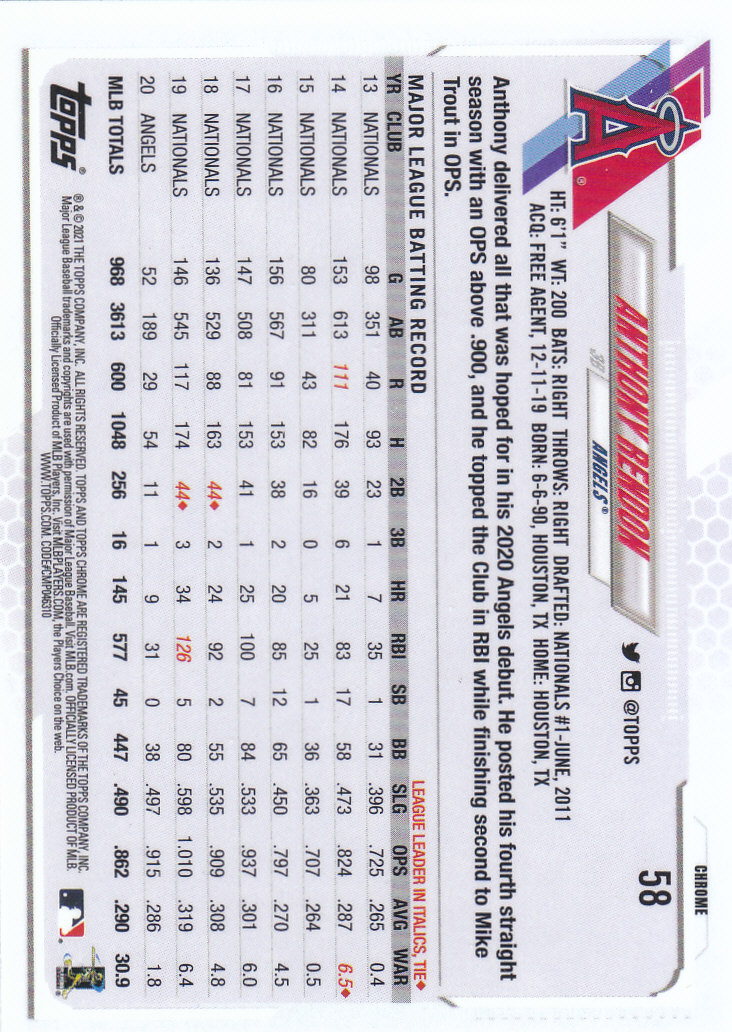 CHROME
58
ANTHONY RENDON
3B
ANGELS®
@TOPPS
A®
HT: 6'1" WT: 200 BATS: RIGHT THROWS: RIGHT DRAFTED: NATIONALS #1-JUNE, 2011
ACQ: FREE AGENT, 12-11-19 BORN: 6-6-90, HOUSTON, TX HOME: HOUSTON, TX
Anthony delivered all that was hoped for in his 2020 Angels debut. He posted his fourth straight
season with an OPS above .900, and he topped the Club in RBI while finishing second to Mike
Trout in OPS.
MAJOR LEAGUE BATTING RECORD LEAGUE LEADER IN ITALICS, TIE♦
YR CLUB G AB R H 2B 3B HR RBI SB BB SLG OPS AVG WAR
13 NATIONALS 98 351 40 93 23 1 7 35 1 31 .396 .725 .265 0.4
14 NATIONALS 153 613 111 176 39 6 21 83 17 58 .473 .824 .287 6.5♦
15 NATIONALS 80 311 43 82 16 0 5 25 1 36 .363 .707 .264 0.5
16 NATIONALS 156 567 91 153 38 2 20 85 12 65 .450 .797 .270 4.5
17 NATIONALS 147 508 81 153 41 1 25 100 7 84 .533 .937 .301 6.0
18 NATIONALS 136 529 88 163 44♦ 2 24 92 2 55 .535 .909 .308 4.8
19 NATIONALS 146 545 117 174 44♦ 3 34 126 5 80 .598 1.010 .319 6.4
20 ANGELS 52 189 29 54 11 1 9 31 0 38 .497 .915 .286 1.8
MLB TOTALS 968 3613 600 1048 256 16 145 577 45 447 .490 .862 .290 30.9
topps®
® & © 2021 THE TOPPS COMPANY, INC. ALL RIGHTS RESERVED. TOPPS AND TOPPS CHROME ARE REGISTERED TRADEMARKS OF THE TOPPS COMPANY, INC.
Major League Baseball trademarks and copyrights are used with permission of Major League Baseball. Visit MLB.com. OFFICIALLY LICENSED PRODUCT OF MLB
Officially Licensed Product of MLB Players, Inc. Visit MLBPLAYERS.COM, the Players Choice on the web.
WWW.TOPPS.COM. CODE#CMP046310